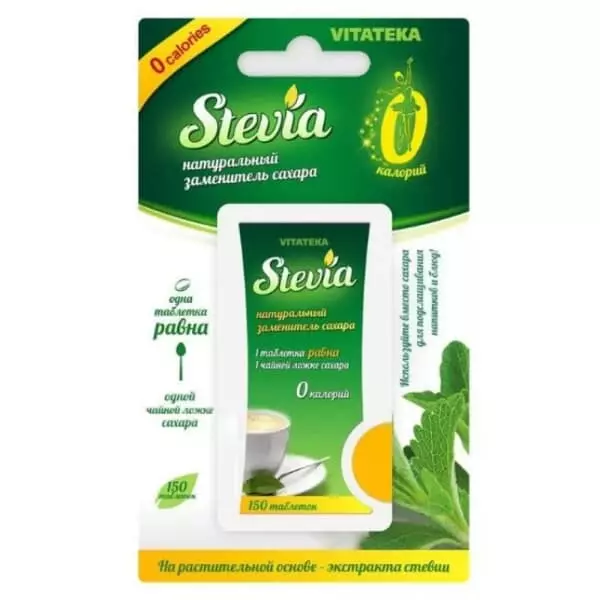 VITATEKA
0 calories
Stevia
натуральный
заменитель сахара
0
калорий
VITATEKA
Stevia
натуральный
заменитель сахара
1 таблетка равна
1 чайной ложке сахара
0 калорий
150 таблеток
одна
таблетка
равна
одной
чайной ложке
сахара
150
таблеток
Используйте вместо сахара
для подслащивания
напитков и блюд!
На растительной основе - экстракта стевии